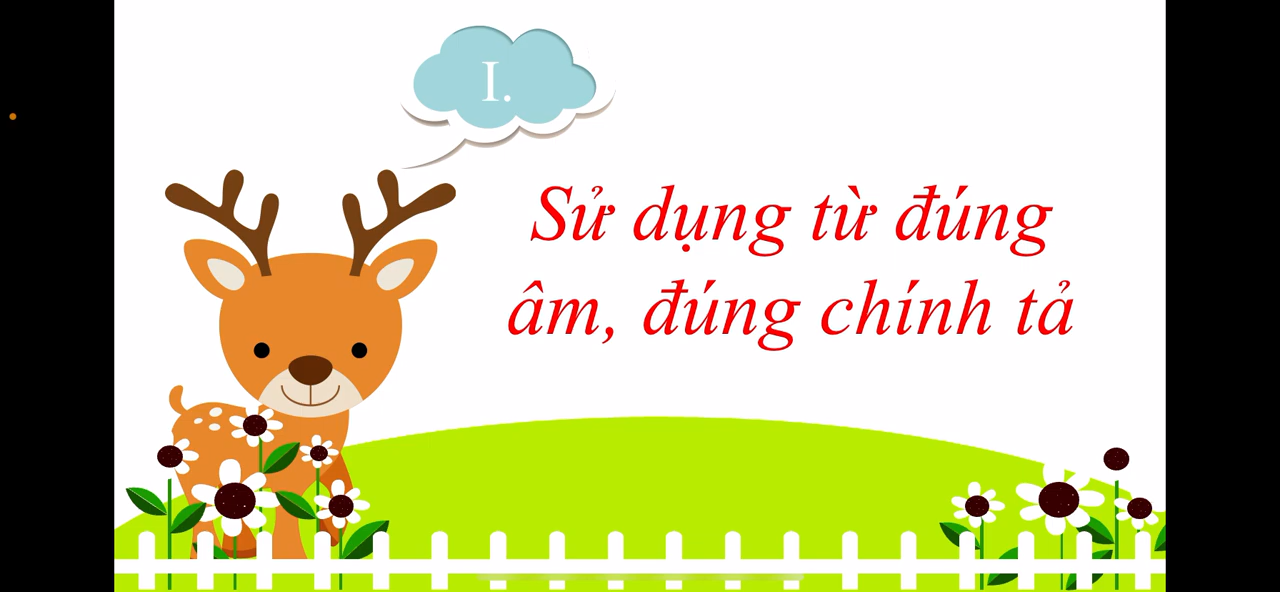 I.
Sử dụng từ đúng
âm, đúng chính tả